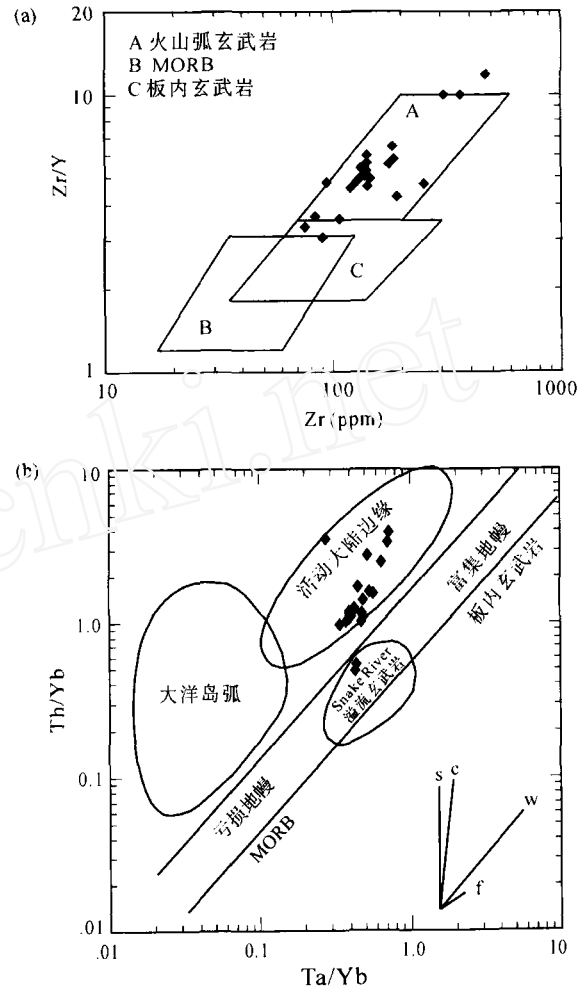 (a)
20
A 火山弧玄武岩
B MORB
C 板内玄武岩
10
A
Zr/Y
C
B
1
10
100
1000
Zr(ppm)
cnki.net
(b)
10
活动大陆边缘
富集地幔
板内玄武岩
1.0
大洋岛弧
Snake River
溢流玄武岩
Th/Yb
0.1
亏损地幔
MORB
s
c
w
f
.01
.01
0.1
1.0
10
Ta/Yb